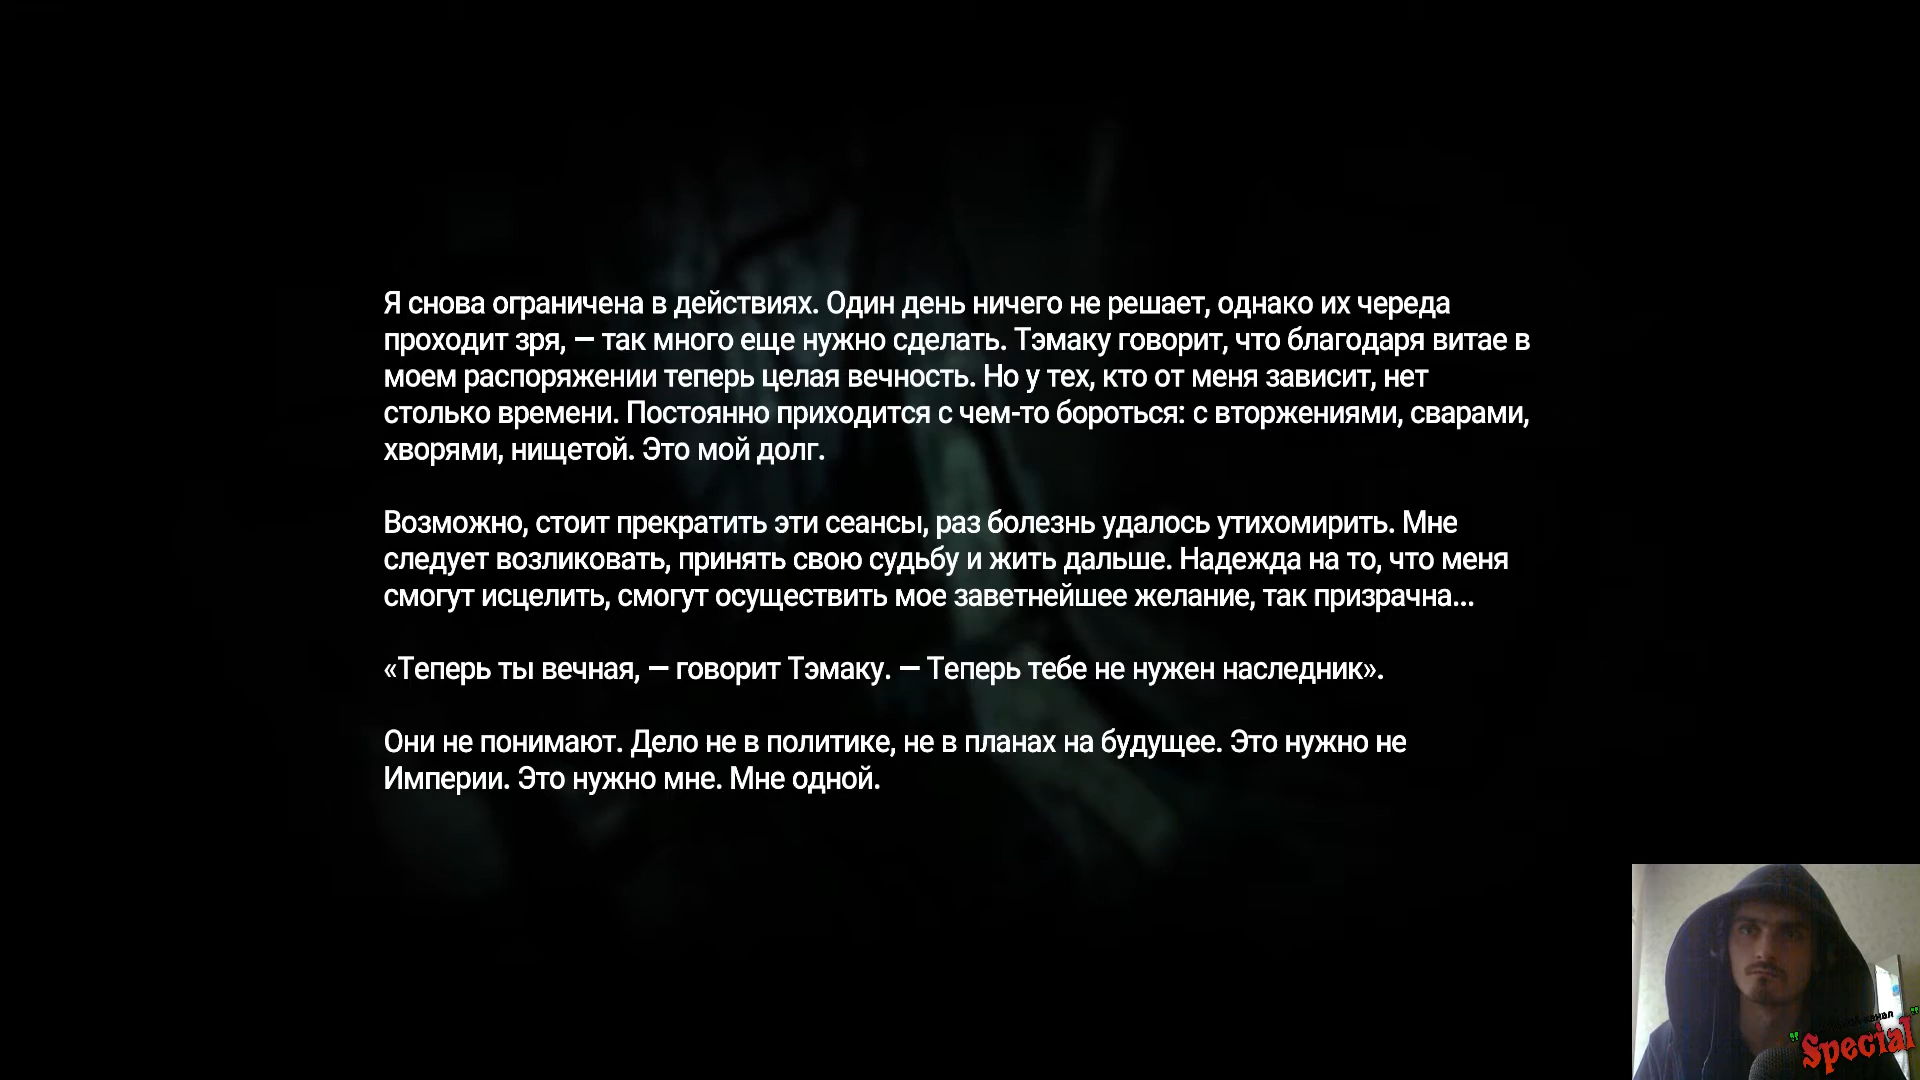 Я снова ограничена в действиях. Один день ничего не решает, однако их череда
проходит зря, — так много еще нужно сделать. Тэмаку говорит, что благодаря витае в
моем распоряжении теперь целая вечность. Но у тех, кто от меня зависит, нет
столько времени. Постоянно приходится с чем-то бороться: с вторжениями, сварами,
хворями, нищетой. Это мой долг.
Возможно, стоит прекратить эти сеансы, раз болезнь удалось утихомирить. Мне
следует возликовать, принять свою судьбу и жить дальше. Надежда на то, что меня
смогут исцелить, смогут осуществить мое заветнейшее желание, так призрачна...
«Теперь ты вечная, — говорит Тэмаку. — Теперь тебе не нужен наследник».
Они не понимают. Дело не в политике, не в планах на будущее. Это нужно не
Империи. Это нужно мне. Мне одной.
канал
"Special"